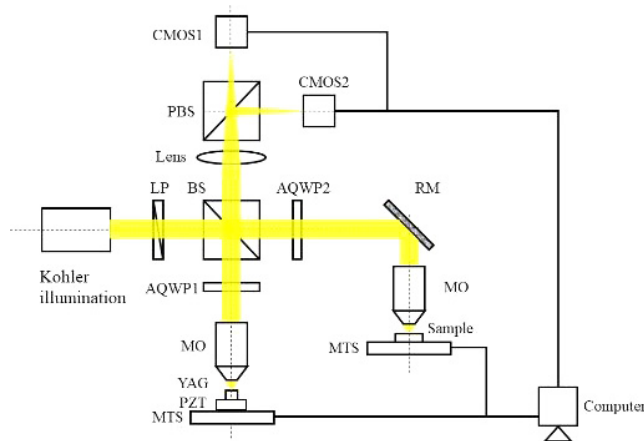 CMOS1
CMOS2
PBS
Lens
LP
BS
AQWP2
RM
Kohler
illumination
AQWP1
MO
MO
Sample
MTS
YAG
PZT
MTS
Computer